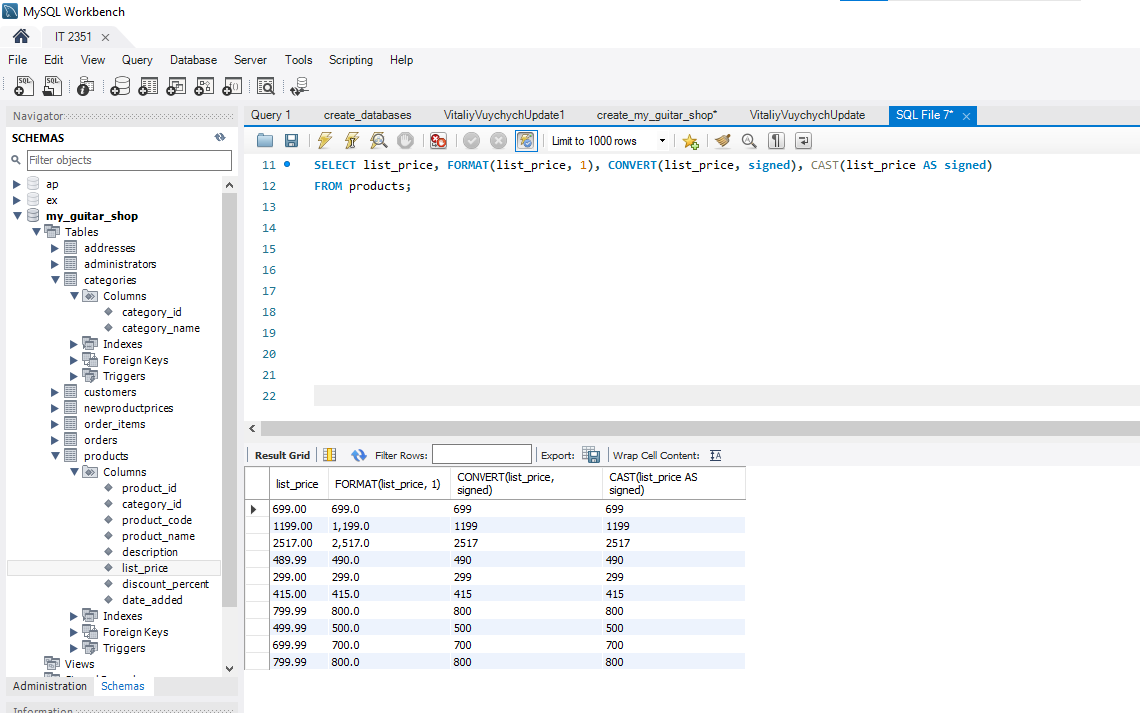 MySQL Workbench
IT 2351
File Edit View Query Database Server Tools Scripting Help
Navigator
SCHEMAS
Filter objects
ap
ex
my_guitar_shop
Tables
addresses
administrators
categories
Columns
category_id
category_name
Indexes
Foreign Keys
Triggers
customers
newproductprices
order_items
orders
products
Columns
product_id
category_id
product_code
product_name
description
list_price
discount_percent
date_added
Indexes
Foreign Keys
Triggers
Views
Administration Schemas
Information
Query 1 create_databases VitaliyVuychychUpdate1 create_my_guitar_shop* VitaliyVuychychUpdate SQL File 7*
Limit to 1000 rows
11 SELECT list_price, FORMAT(list_price, 1), CONVERT(list_price, signed), CAST(list_price AS signed)
12 FROM products;
13
14
15
16
17
18
19
20
21
22
Result Grid Filter Rows: Export: Wrap Cell Content:
list_price FORMAT(list_price, 1) CONVERT(list_price, signed) CAST(list_price AS signed)
699.00 699.0 699 699
1199.00 1,199.0 1199 1199
2517.00 2,517.0 2517 2517
489.99 490.0 490 490
299.00 299.0 299 299
415.00 415.0 415 415
799.99 800.0 800 800
499.99 500.0 500 500
699.99 700.0 700 700
799.99 800.0 800 800